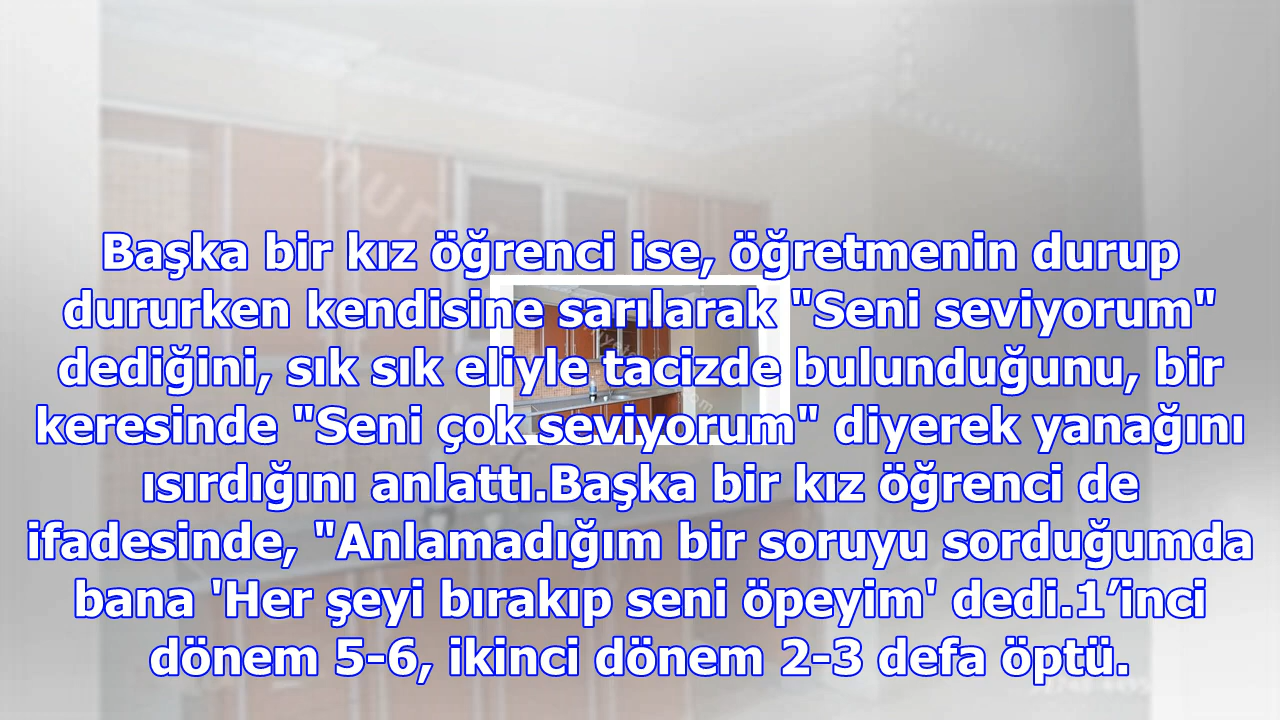 Başka bir kız öğrenci ise, öğretmenin durup
dururken kendisine sarılarak "Seni seviyorum"
dediğini, sık sık eliyle tacizde bulunduğunu, bir
keresinde "Seni çok seviyorum" diyerek yanağını
ısırdığını anlattı.Başka bir kız öğrenci de
ifadesinde, "Anlamadığım bir soruyu sorduğumda
bana 'Her şeyi bırakıp seni öpeyim' dedi.1’inci
dönem 5-6, ikinci dönem 2-3 defa öptü.